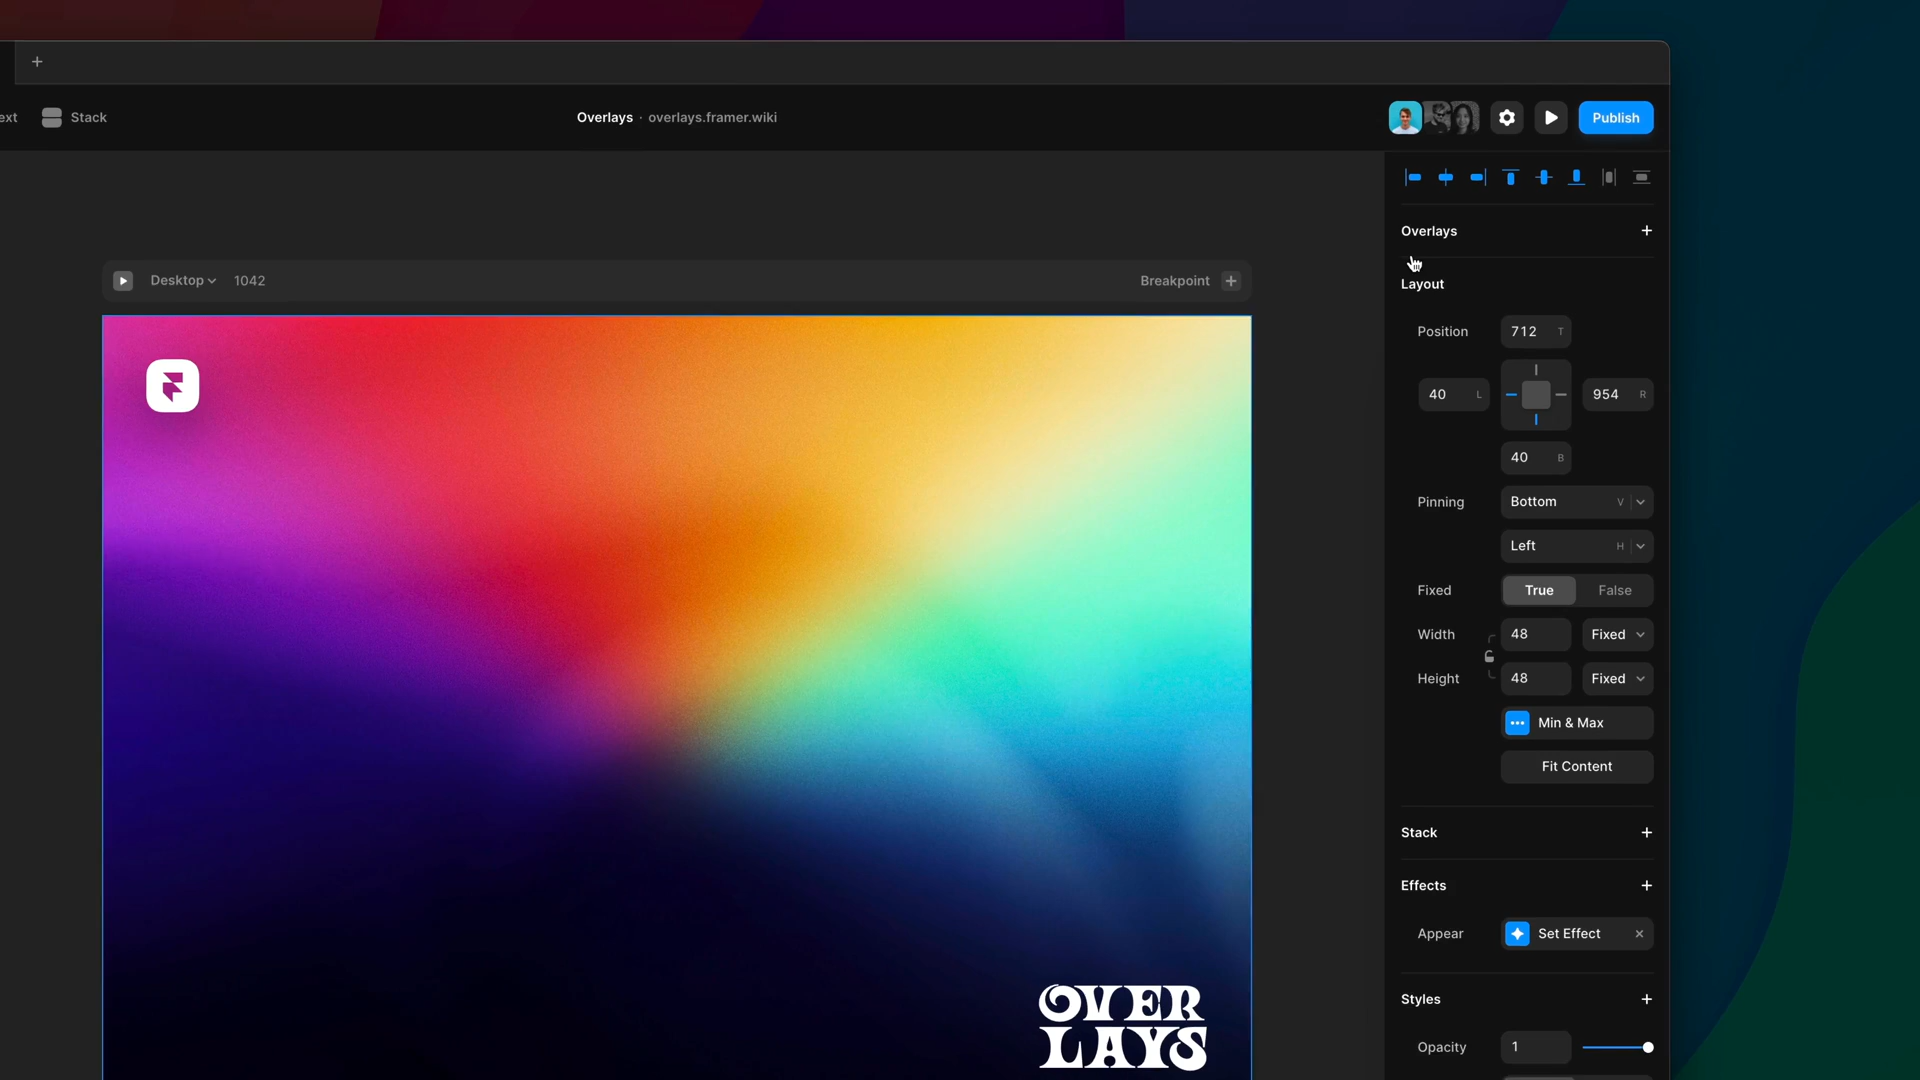 +
ext Stack
Overlays · overlays.framer.wiki
Publish
Overlays +
Layout
Desktop 1042
Breakpoint +
Position 712 T
40 L 954 R
40 B
Pinning Bottom V
Left H
Fixed True False
Width 48 Fixed
Height 48 Fixed
Min & Max
Fit Content
Stack +
Effects +
Appear Set Effect ×
OVER
LAYS
Styles +
Opacity 1